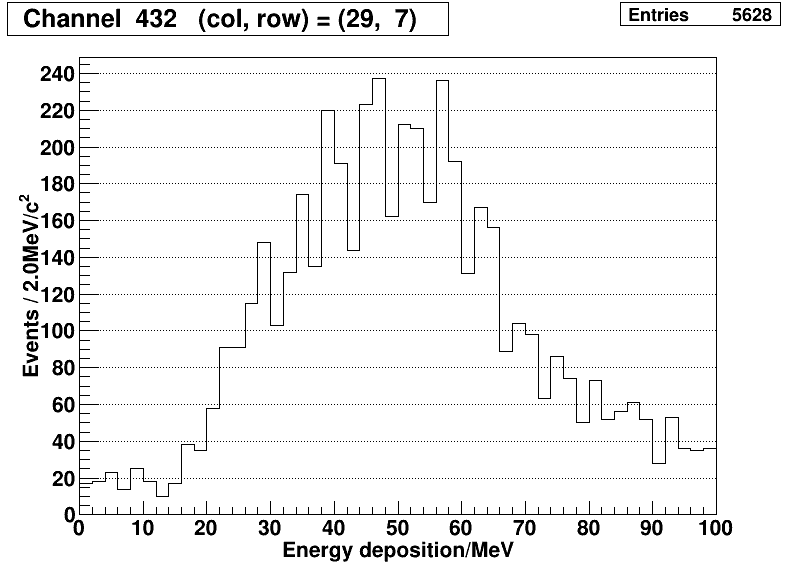 Channel 432 (col, row) = (29, 7)
Entries 5628
Events / 2.0MeV/c²
240
220
200
180
160
140
120
100
80
60
40
20
0
0 10 20 30 40 50 60 70 80 90 100
Energy deposition/MeV